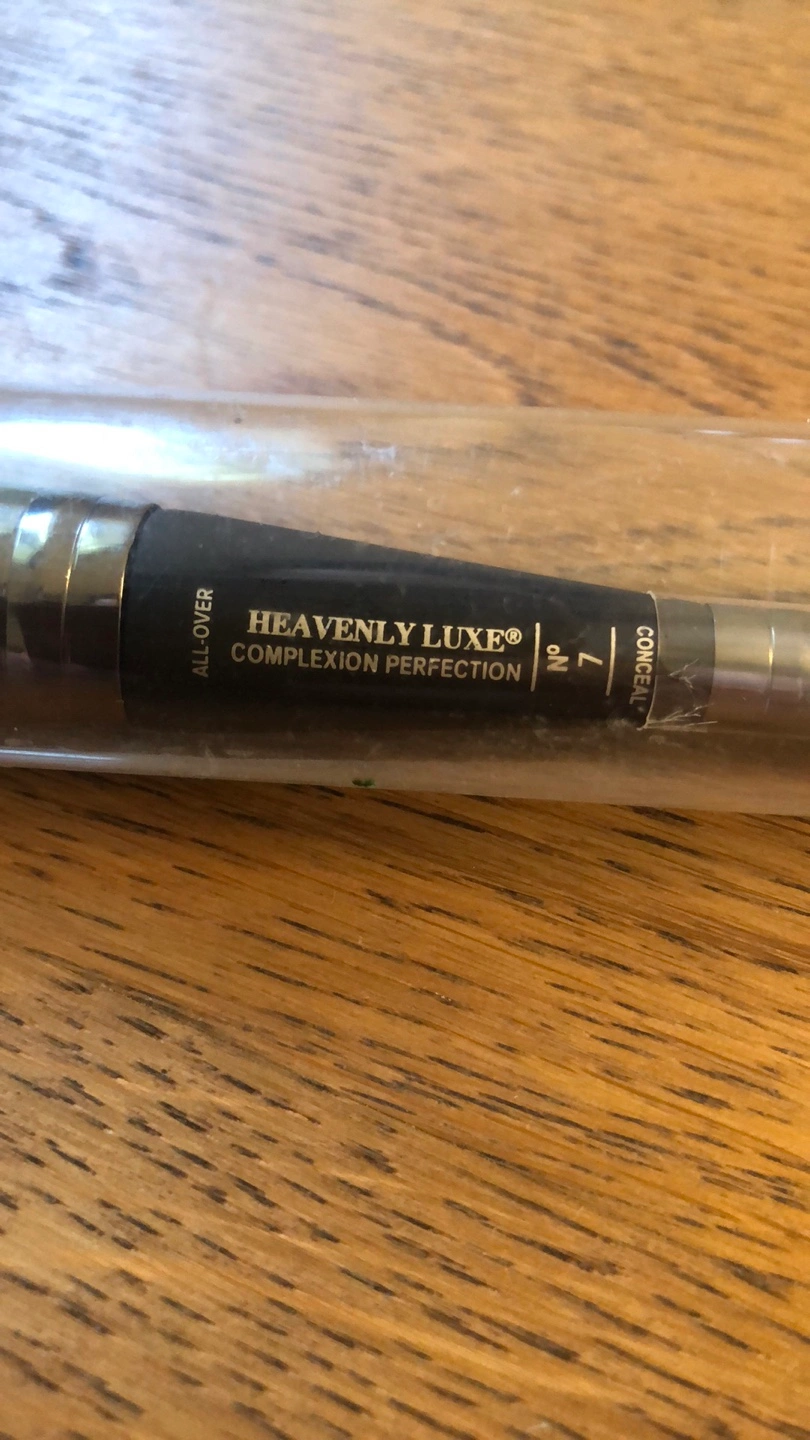 ALL-OVER
HEAVENLY LUXE®
COMPLEXION PERFECTION
Nº
7
CONCEAL